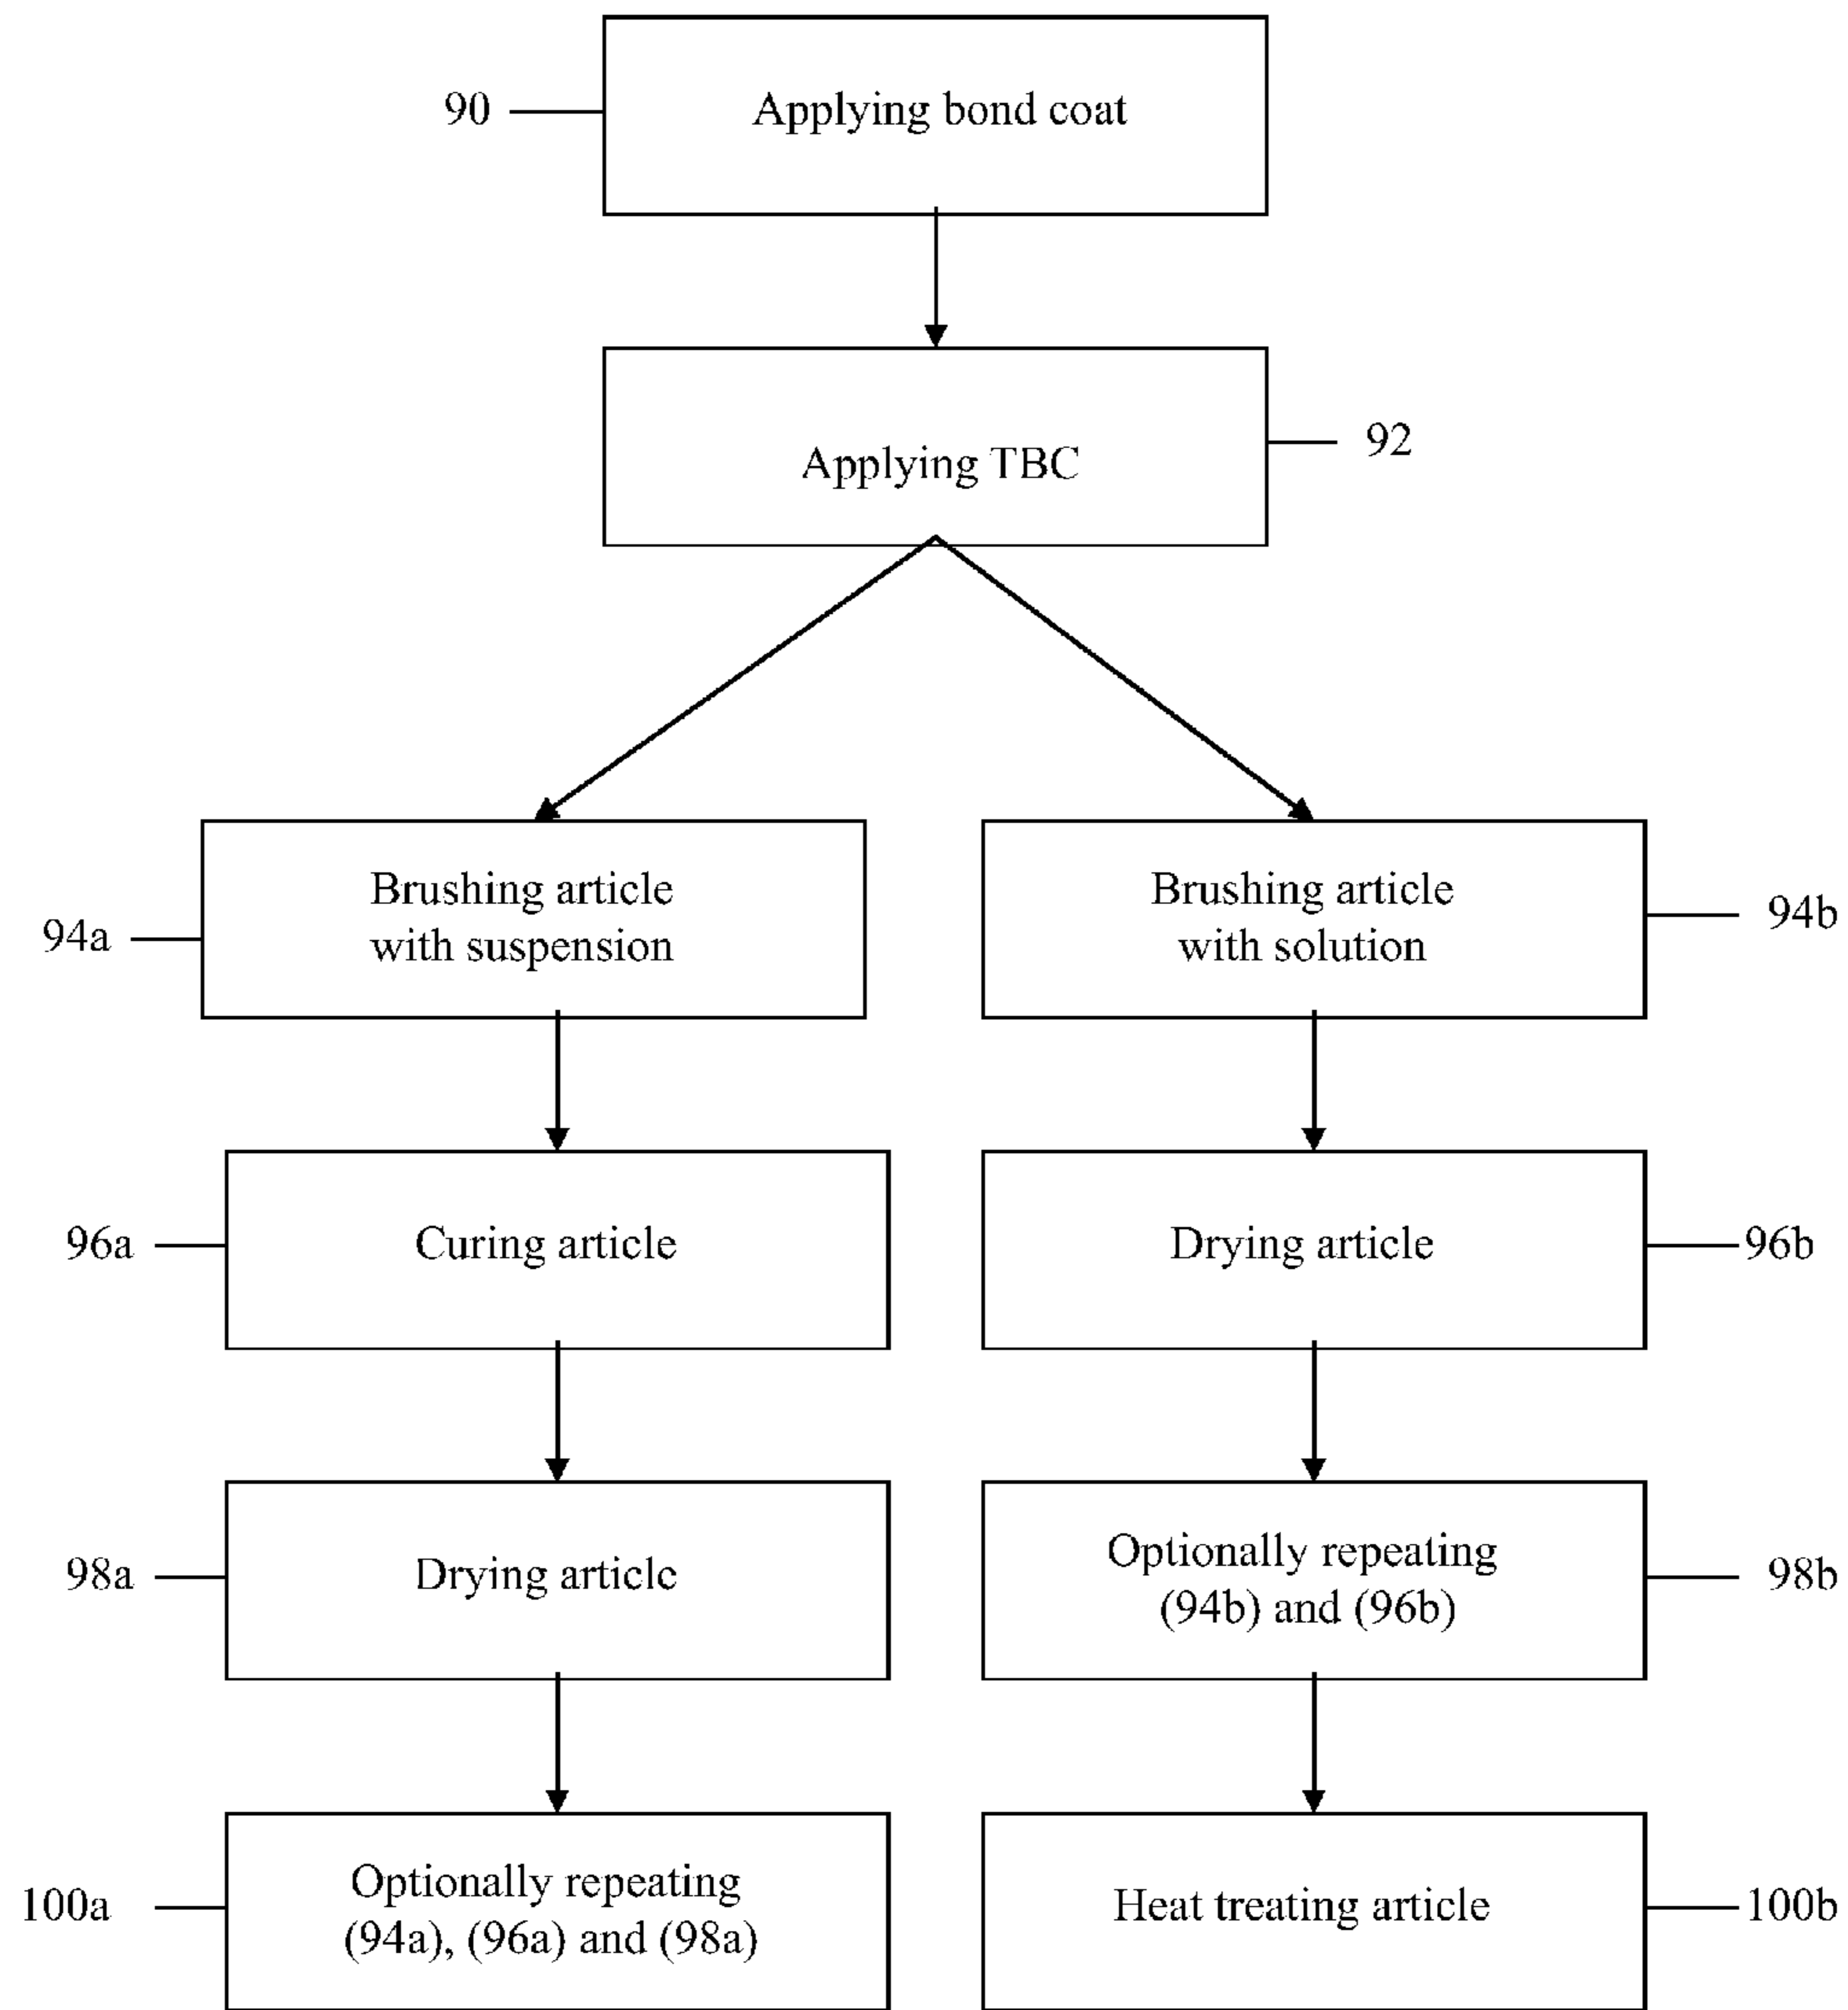 90
Applying bond coat
Applying TBC
92
94a
Brushing article
with suspension
Brushing article
with solution
94b
96a
Curing article
Drying article
96b
98a
Drying article
Optionally repeating
(94b) and (96b)
98b
100a
Optionally repeating
(94a), (96a) and (98a)
Heat treating article
100b